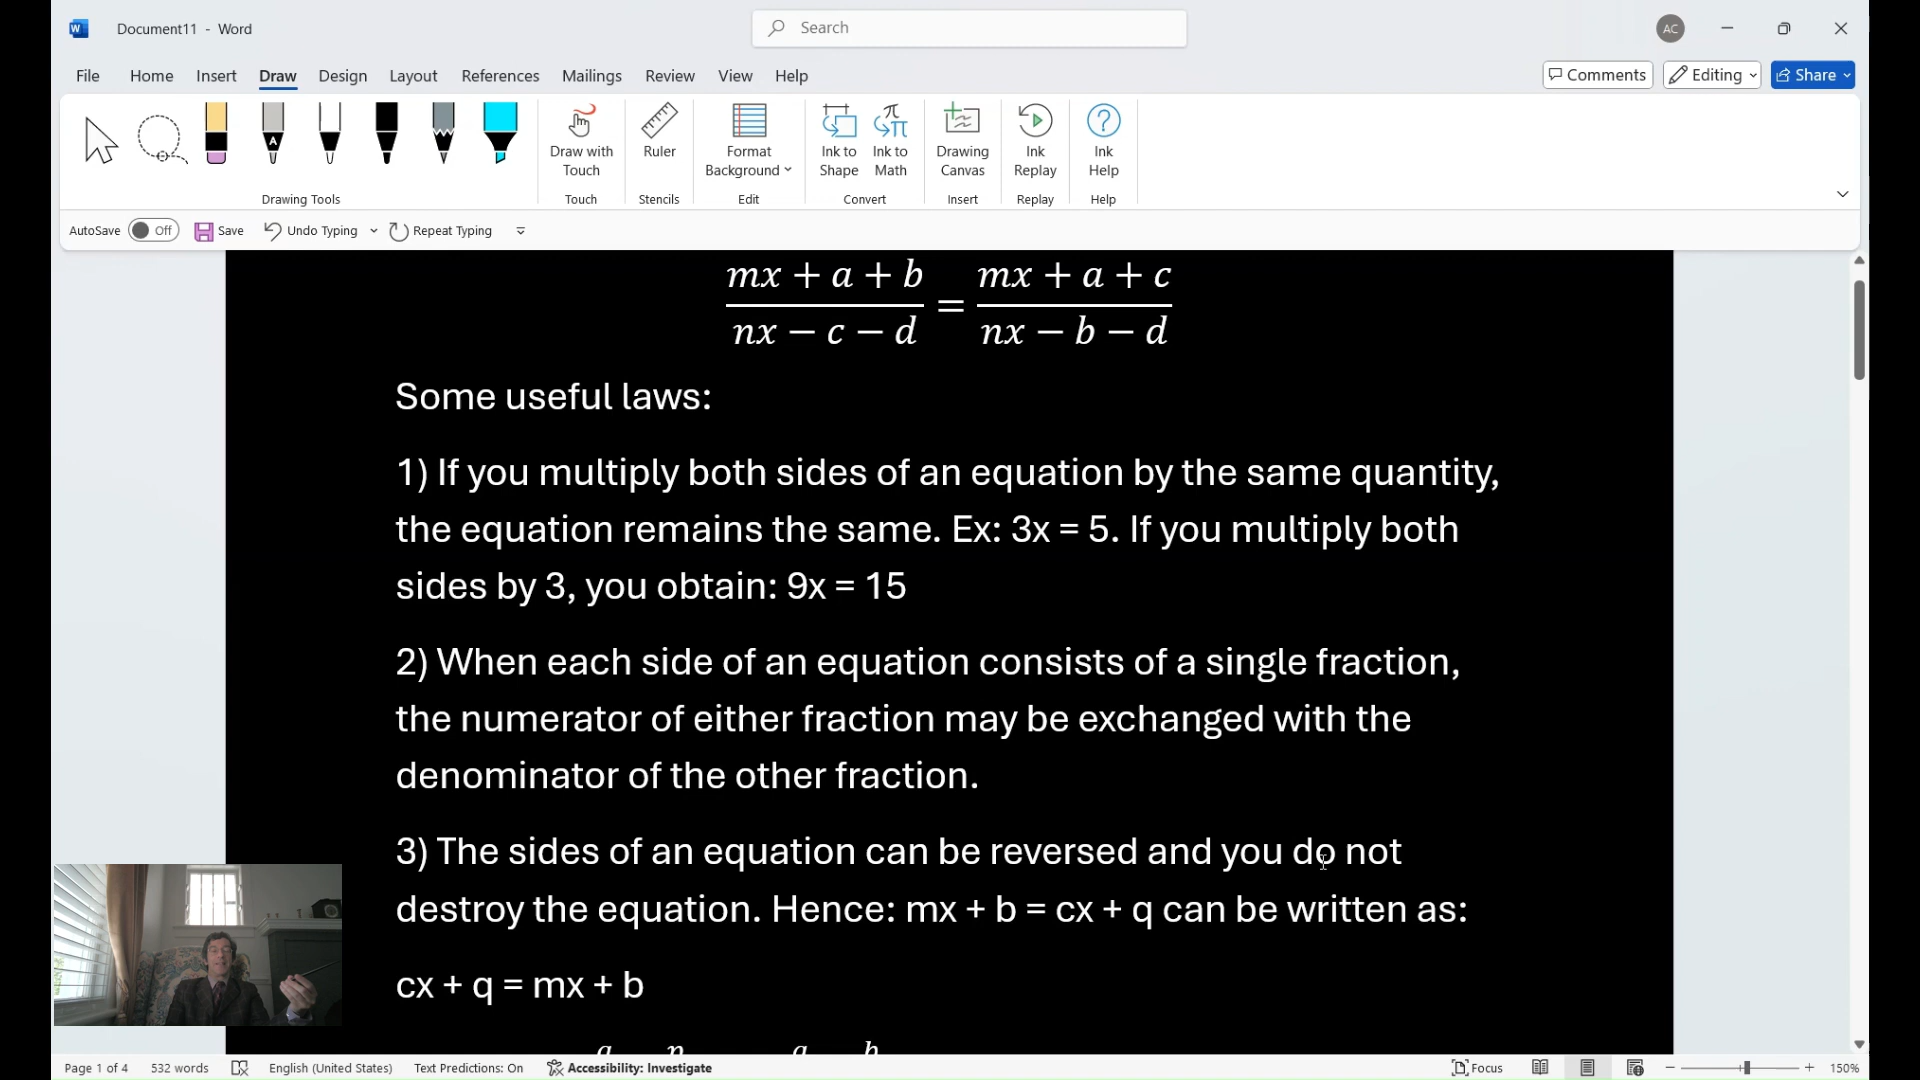 Document11 - Word
Search
AC
File Home Insert Draw Design Layout References Mailings Review View Help
Comments Editing Share
A
Draw with Touch
Ruler
Format Background
Ink to Shape
Ink to Math
Drawing Canvas
Ink Replay
Ink Help
Drawing Tools Touch Stencils Edit Convert Insert Replay Help
AutoSave Off Save Undo Typing Repeat Typing
mx + a + b / nx − c − d = mx + a + c / nx − b − d
Some useful laws:
1) If you multiply both sides of an equation by the same quantity,
the equation remains the same. Ex: 3x = 5. If you multiply both
sides by 3, you obtain: 9x = 15
2) When each side of an equation consists of a single fraction,
the numerator of either fraction may be exchanged with the
denominator of the other fraction.
3) The sides of an equation can be reversed and you do not
destroy the equation. Hence: mx + b = cx + q can be written as:
cx + q = mx + b
Page 1 of 4 532 words English (United States) Text Predictions: On Accessibility: Investigate Focus 150%